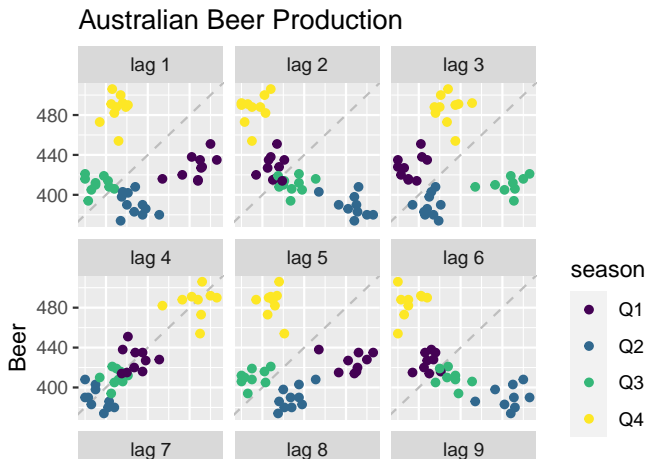 Australian Beer Production
lag 1 lag 2 lag 3
480
440
400
lag 4 lag 5 lag 6
480
440
400
Beer
lag 7 lag 8 lag 9
season
Q1
Q2
Q3
Q4